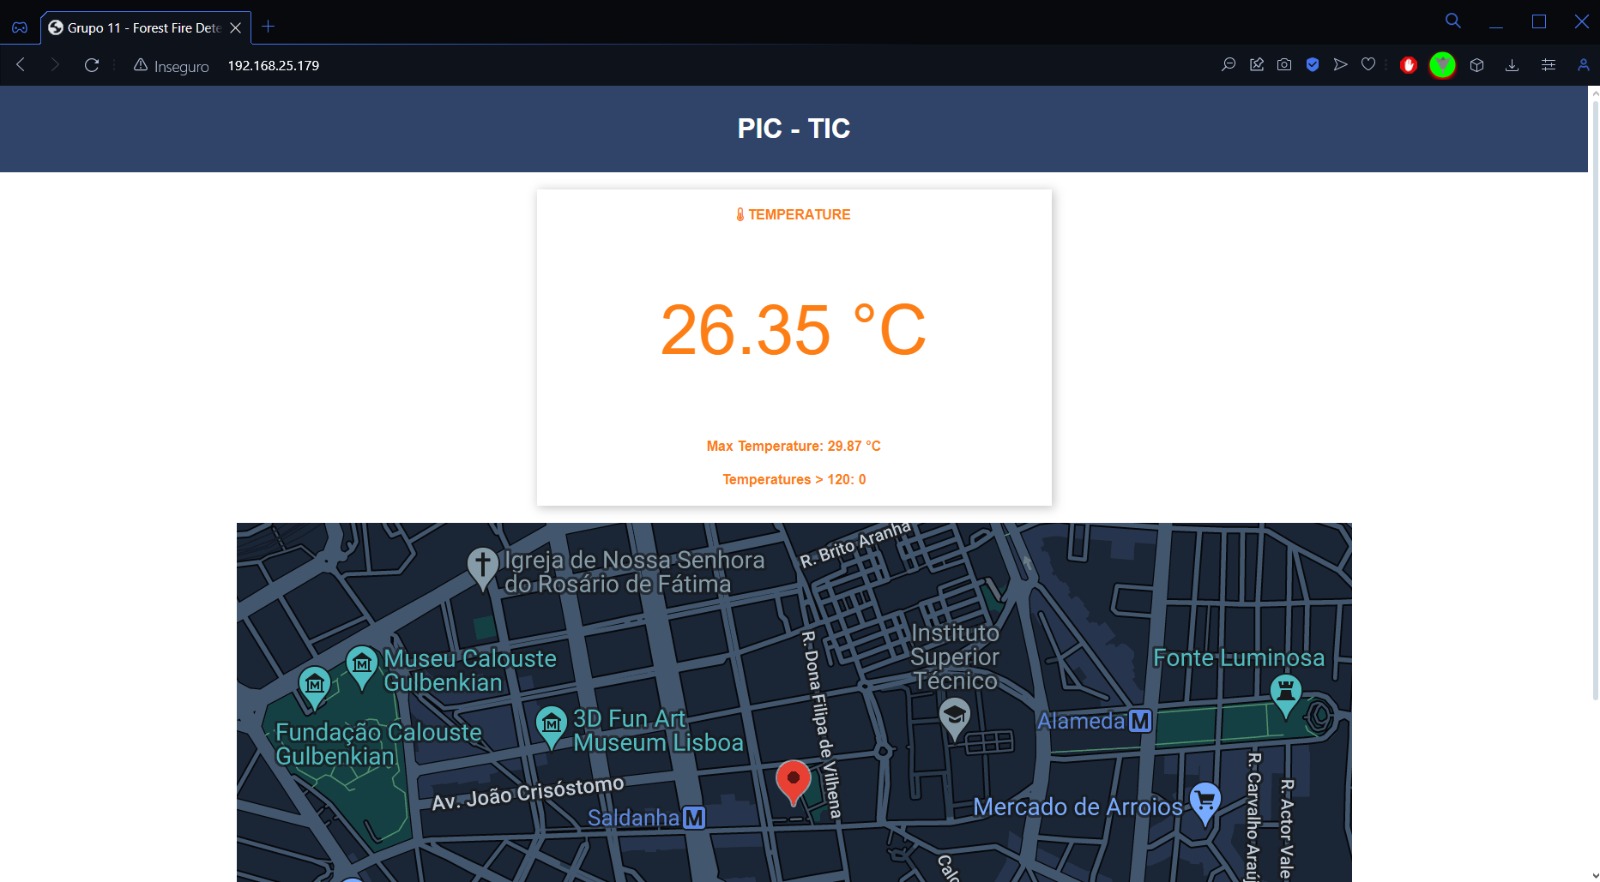 Grupo 11 - Forest Fire Dete
Inseguro 192.168.25.179
PIC - TIC
TEMPERATURE
26.35 °C
Max Temperature: 29.87 °C
Temperatures > 120: 0
R. Brito Aranha
Igreja de Nossa Senhora
do Rosário de Fátima
Instituto
Superior
Técnico
Museu Calouste
Gulbenkian
Fonte Luminosa
R. Dona Filipa de Vilhena
Fundação Calouste
Gulbenkian
3D Fun Art
Museum Lisboa
Alameda M
Av. João Crisóstomo
Saldanha M
Mercado de Arroios
R. Carvalho Araúj
R. Actor Vale
Calo